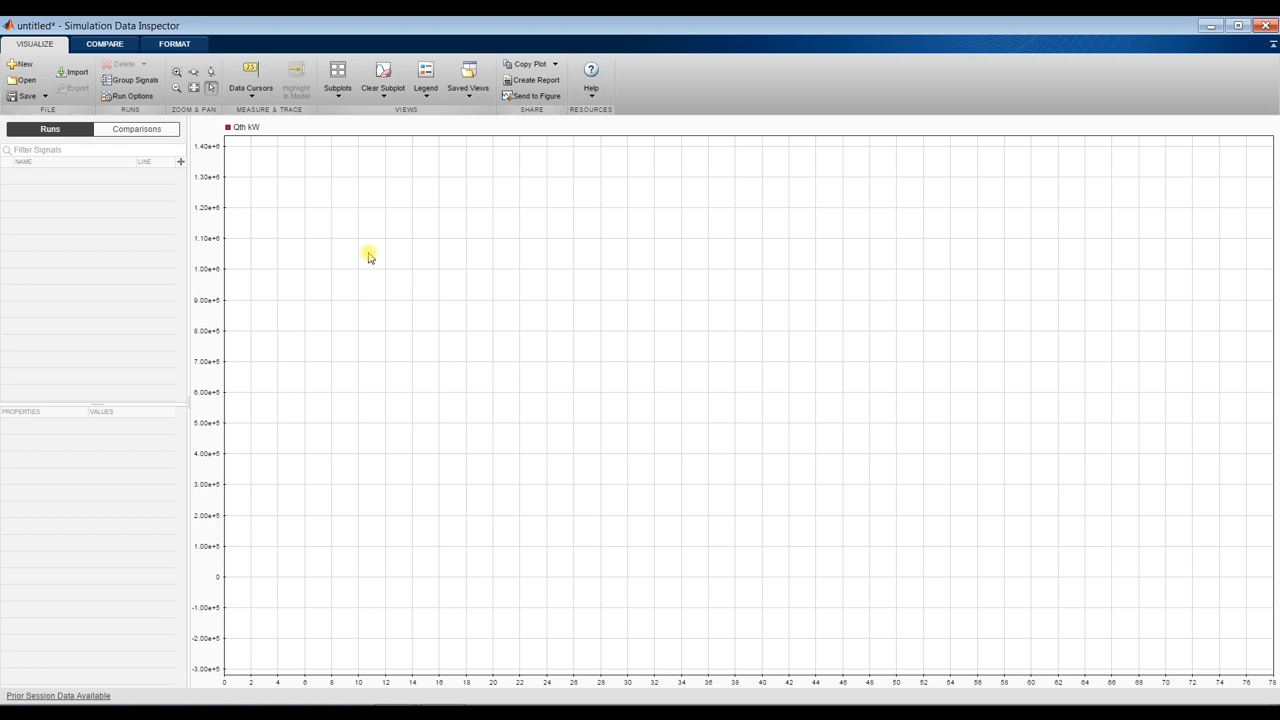 untitled* - Simulation Data Inspector
VISUALIZE COMPARE FORMAT
New
Open
Save
Import
Export
FILE
Delete
Group Signals
Run Options
RUNS
ZOOM & PAN
Data Cursors
Highlight in Model
MEASURE & TRACE
Subplots
Clear Subplot
Legend
Saved Views
VIEWS
Copy Plot
Create Report
Send to Figure
SHARE
Help
RESOURCES
Runs Comparisons
Filter Signals
NAME LINE
PROPERTIES VALUES
Prior Session Data Available
Qth kW
1.40e+6
1.30e+6
1.20e+6
1.10e+6
1.00e+6
9.00e+5
8.00e+5
7.00e+5
6.00e+5
5.00e+5
4.00e+5
3.00e+5
2.00e+5
1.00e+5
0
-1.00e+5
-2.00e+5
-3.00e+5
0 2 4 6 8 10 12 14 16 18 20 22 24 26 28 30 32 34 36 38 40 42 44 46 48 50 52 54 56 58 60 62 64 66 68 70 72 74 76 78